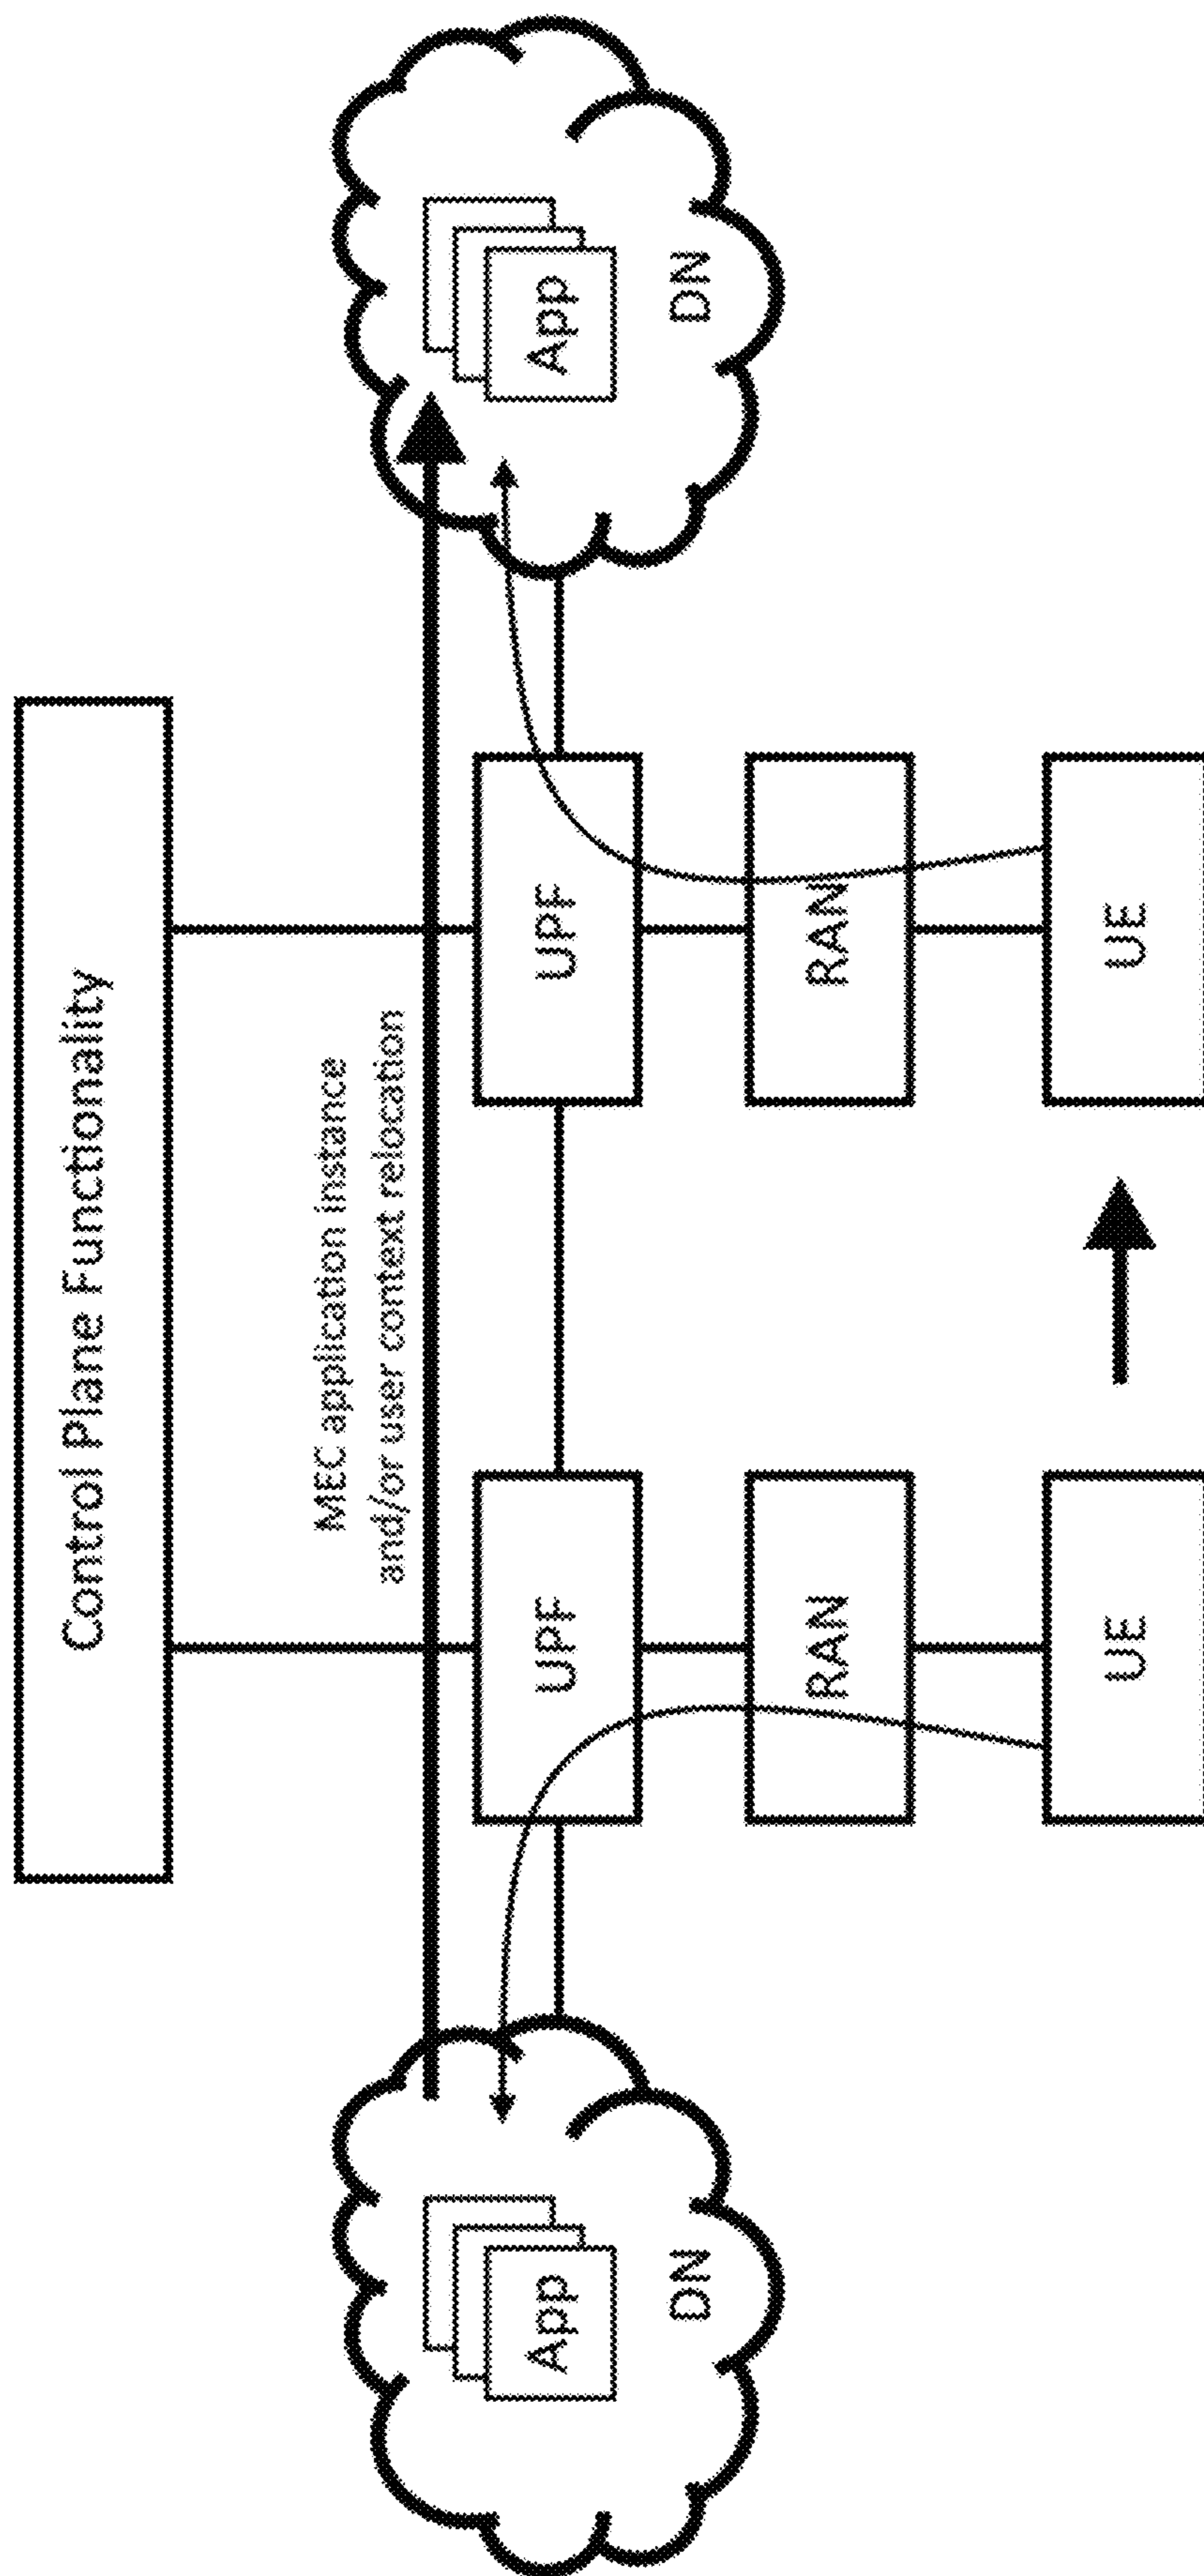 Control Plane Functionality
MEC application instance
and/or user context relocation
App
DN
UPF
UPF
App
DN
RAN
RAN
UE
UE